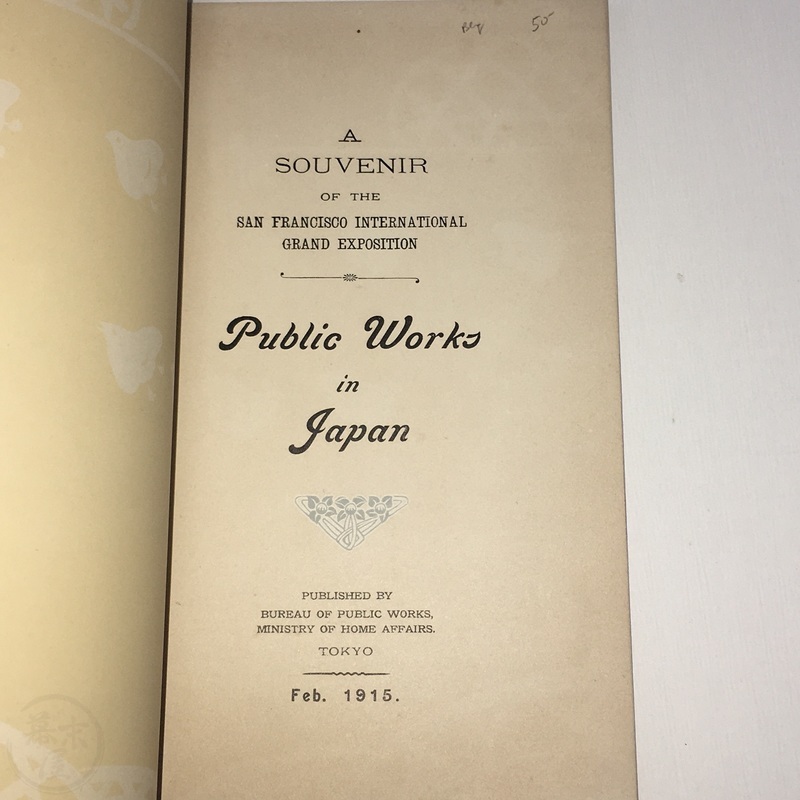 50
A
SOUVENIR
OF THE
SAN FRANCISCO INTERNATIONAL
GRAND EXPOSITION
Public Works
in
Japan
PUBLISHED BY
BUREAU OF PUBLIC WORKS,
MINISTRY OF HOME AFFAIRS.
TOKYO
Feb. 1915.